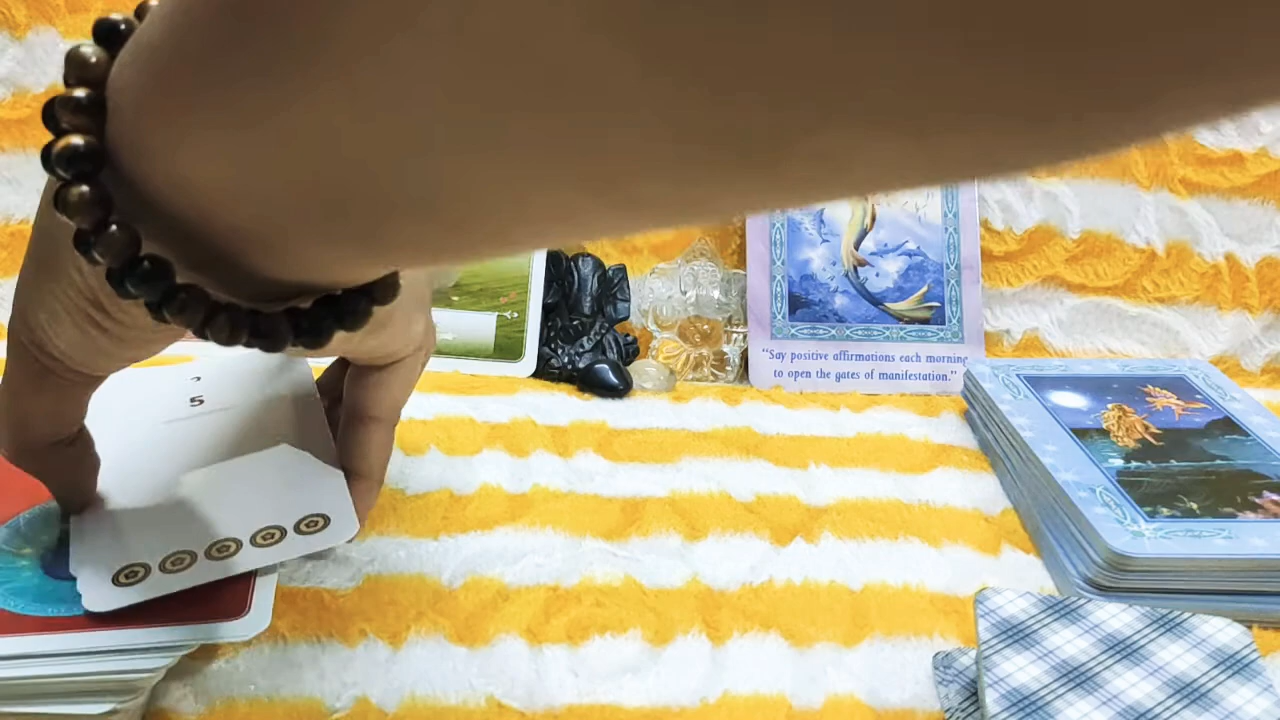 5
"Say positive affirmations each morning
to open the gates of manifestation."